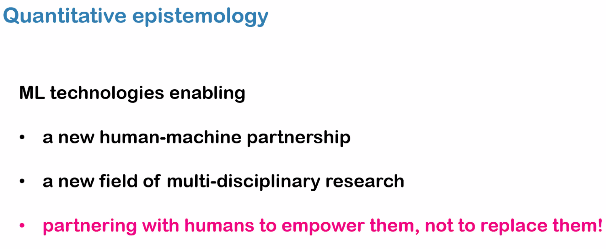 Quantitative epistemology
ML technologies enabling
• a new human-machine partnership
• a new field of multi-disciplinary research
• partnering with humans to empower them, not to replace them!